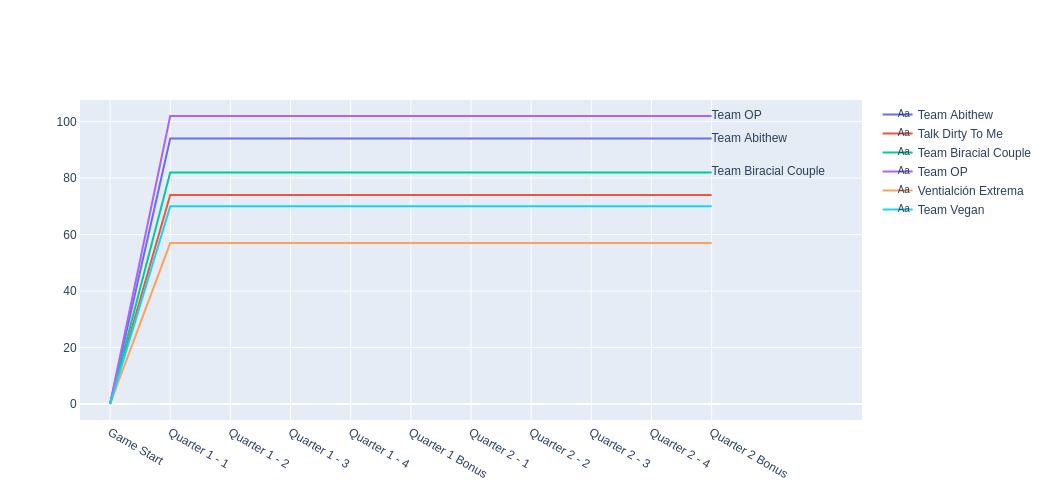 Team OP
Team Abithew
Team Biracial Couple
100
80
60
40
20
0
Game Start
Quarter 1 - 1
Quarter 1 - 2
Quarter 1 - 3
Quarter 1 - 4
Quarter 1 Bonus
Quarter 2 - 1
Quarter 2 - 2
Quarter 2 - 3
Quarter 2 - 4
Quarter 2 Bonus
Aa Team Abithew
Aa Talk Dirty To Me
Aa Team Biracial Couple
Aa Team OP
Aa Ventialción Extrema
Aa Team Vegan